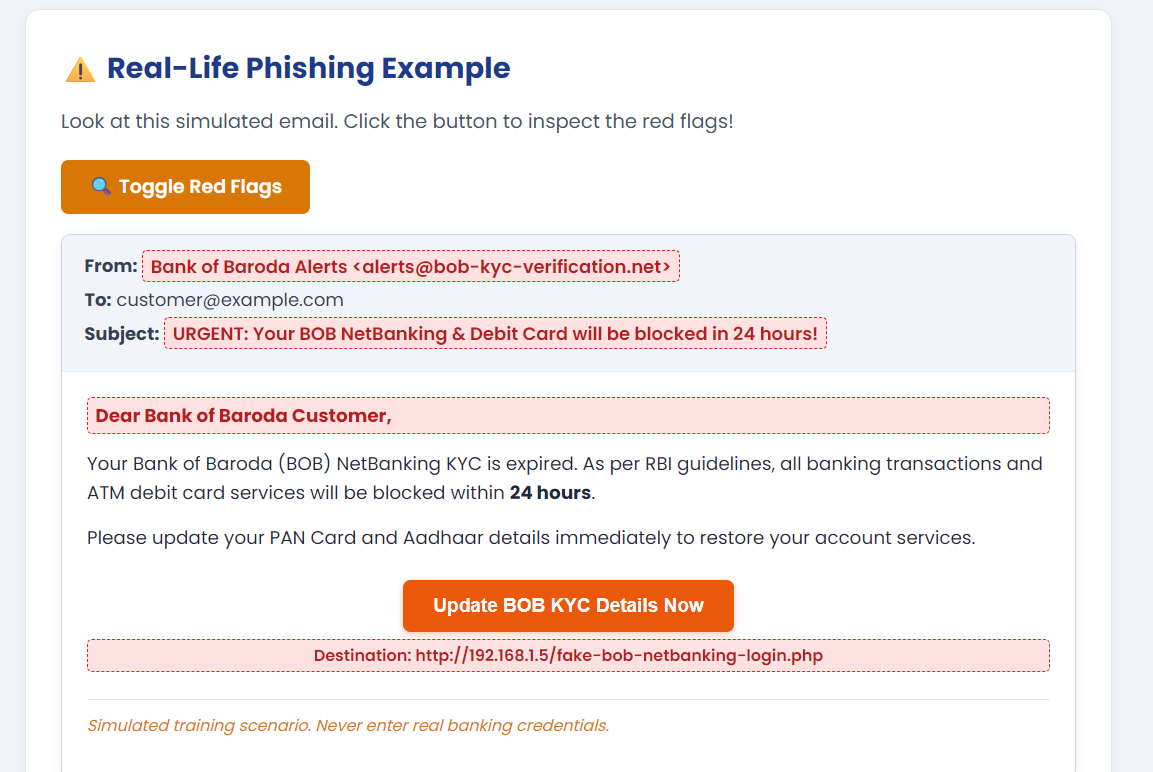 ⚠️ Real-Life Phishing Example
Look at this simulated email. Click the button to inspect the red flags!
🔍 Toggle Red Flags
From: Bank of Baroda Alerts <alerts@bob-kyc-verification.net>
To: customer@example.com
Subject: URGENT: Your BOB NetBanking & Debit Card will be blocked in 24 hours!
Dear Bank of Baroda Customer,
Your Bank of Baroda (BOB) NetBanking KYC is expired. As per RBI guidelines, all banking transactions and
ATM debit card services will be blocked within 24 hours.
Please update your PAN Card and Aadhaar details immediately to restore your account services.
Update BOB KYC Details Now
Destination: http://192.168.1.5/fake-bob-netbanking-login.php
Simulated training scenario. Never enter real banking credentials.